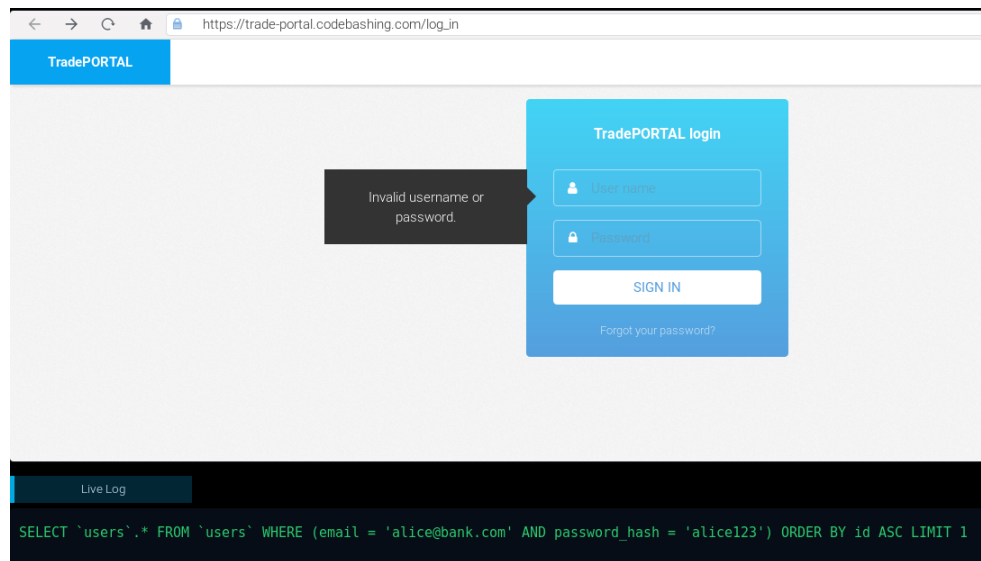 https://trade-portal.codebashing.com/log_in
TradePORTAL
TradePORTAL login
Invalid username or
password.
User name
Password
SIGN IN
Forgot your password?
Live Log
SELECT `users`.* FROM `users` WHERE (email = 'alice@bank.com' AND password_hash = 'alice123') ORDER BY id ASC LIMIT 1